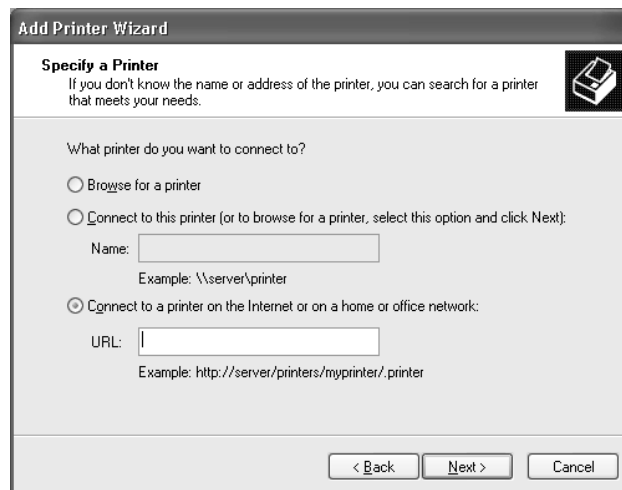 Add Printer Wizard
Specify a Printer
If you don't know the name or address of the printer, you can search for a printer
that meets your needs.
What printer do you want to connect to?
Browse for a printer
Connect to this printer (or to browse for a printer, select this option and click Next):
Name:
Example: \\server\printer
Connect to a printer on the Internet or on a home or office network:
URL:
Example: http://server/printers/myprinter/.printer
< Back Next > Cancel